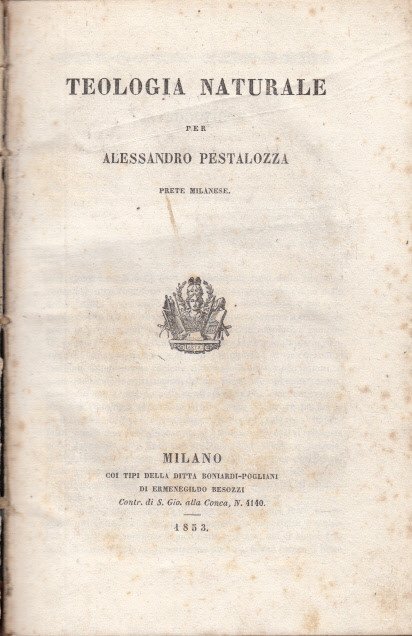 TEOLOGIA NATURALE
PER
ALESSANDRO PESTALOZZA
PRETE MILANESE.
MILANO
COI TIPI DELLA DITTA BONIARDI-POGLIANI
DI ERMENEGILDO BESOZZI
Contr. di S. Gio. alla Conca, N. 4140.
1853.